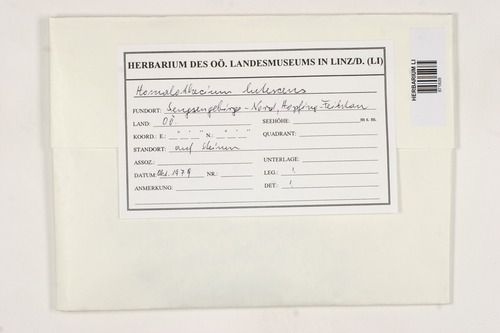 HERBARIUM DES OÖ. LANDESMUSEUMS IN LINZ/D. (LI)
Homalothecium lutescens
FUNDORT: Sengsengebirge - Nord, Hopfing-
LAND: OÖ. SEEHÖHE: m s. m.
KOORD.: E: ° ' " N: ° ' " QUADRANT:
STANDORT: auf Steinen
ASSOZ.: UNTERLAGE:
DATUM: Okt. 1979 NR.: LEG.: !
ANMERKUNG: DET.: !
HERBARIUM LI